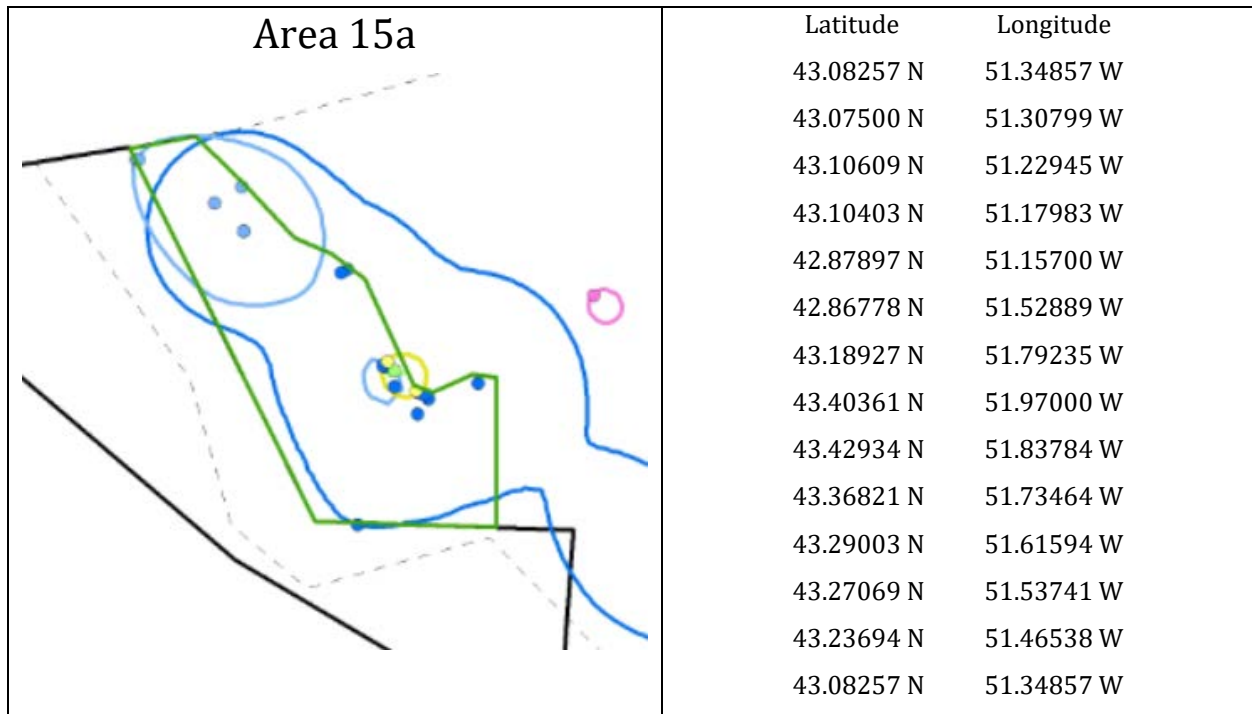 Area 15a
Latitude Longitude
43.08257 N 51.34857 W
43.07500 N 51.30799 W
43.10609 N 51.22945 W
43.10403 N 51.17983 W
42.87897 N 51.15700 W
42.86778 N 51.52889 W
43.18927 N 51.79235 W
43.40361 N 51.97000 W
43.42934 N 51.83784 W
43.36821 N 51.73464 W
43.29003 N 51.61594 W
43.27069 N 51.53741 W
43.23694 N 51.46538 W
43.08257 N 51.34857 W